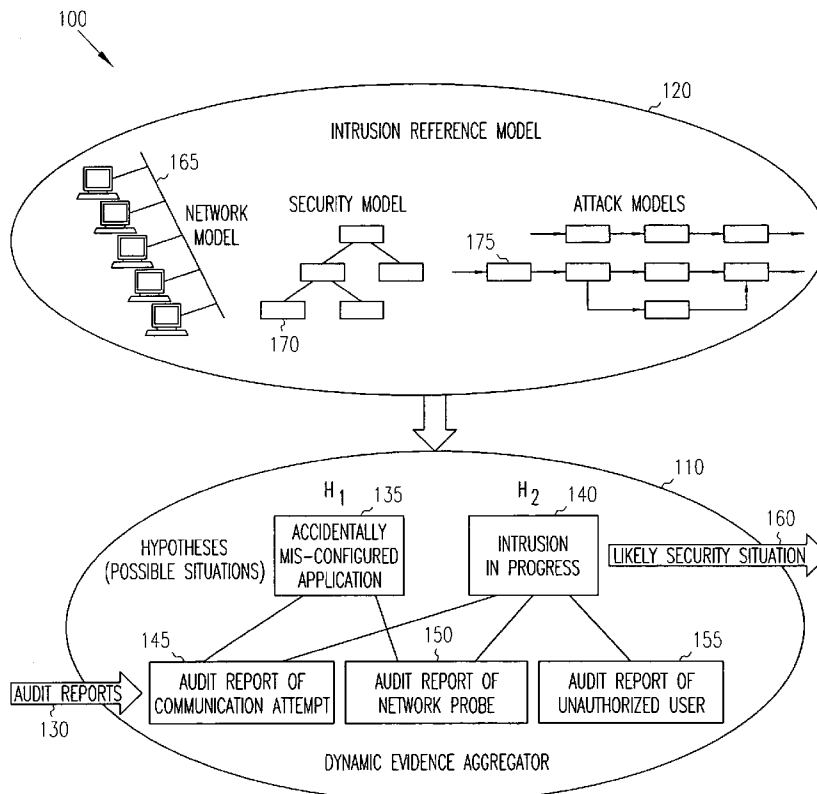 100
120
INTRUSION REFERENCE MODEL
165
NETWORK
MODEL
SECURITY MODEL
170
ATTACK MODELS
175
110
H1
135
H2
140
HYPOTHESES
(POSSIBLE SITUATIONS)
ACCIDENTALLY
MIS-CONFIGURED
APPLICATION
INTRUSION
IN PROGRESS
160
LIKELY SECURITY SITUATION
145
150
155
AUDIT REPORTS
130
AUDIT REPORT OF
COMMUNICATION ATTEMPT
AUDIT REPORT OF
NETWORK PROBE
AUDIT REPORT OF
UNAUTHORIZED USER
DYNAMIC EVIDENCE AGGREGATOR